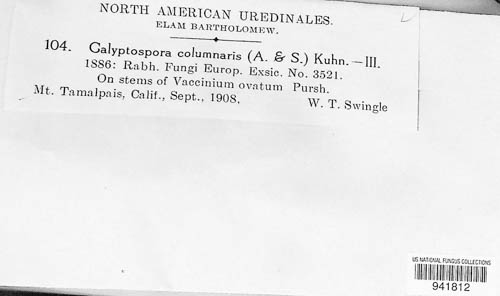 NORTH AMERICAN UREDINALES.
ELAM BARTHOLOMEW.
104. Calyptospora columnaris (A. & S.) Kuhn.—III.
1886: Rabh. Fungi Europ. Exsic. No. 3521.
On stems of Vaccinium ovatum Pursh.
Mt. Tamalpais, Calif., Sept., 1908. W. T. Swingle
US NATIONAL FUNGUS COLLECTIONS
941812